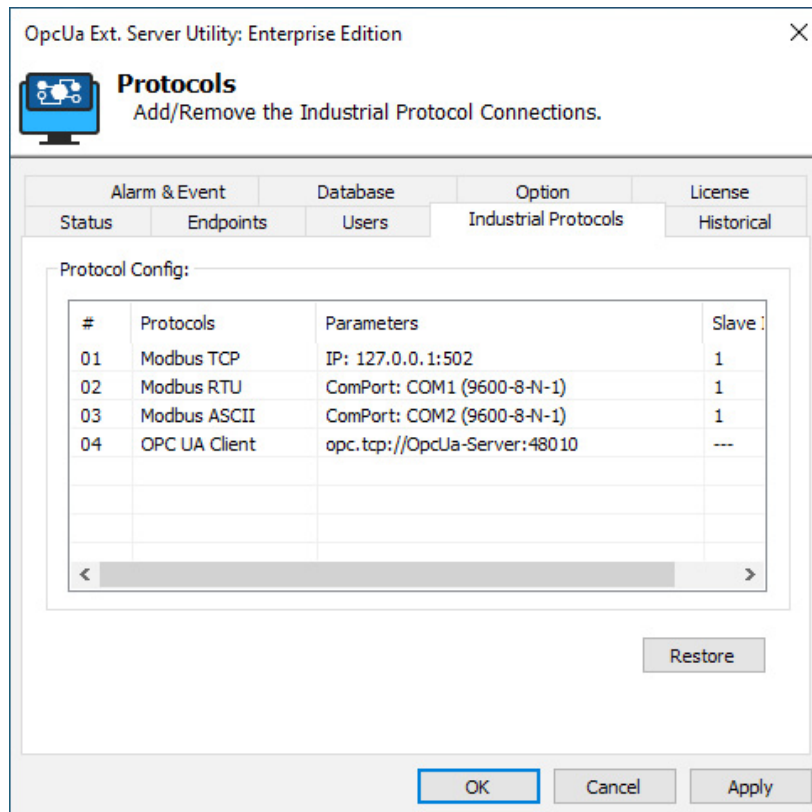 OpcUa Ext. Server Utility: Enterprise Edition
Protocols
Add/Remove the Industrial Protocol Connections.
Alarm & Event Database Option License
Status Endpoints Users Industrial Protocols Historical
Protocol Config:
# Protocols Parameters Slave
01 Modbus TCP IP: 127.0.0.1:502 1
02 Modbus RTU ComPort: COM1 (9600-8-N-1) 1
03 Modbus ASCII ComPort: COM2 (9600-8-N-1) 1
04 OPC UA Client opc.tcp://OpcUa-Server:48010 ---
Restore
OK Cancel Apply